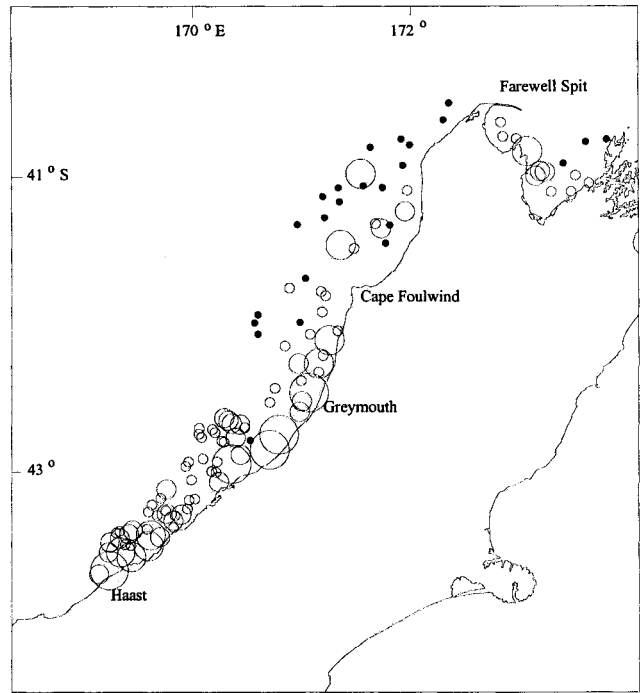 170 ° E
172 °
Farewell Spit
41 ° S
Cape Foulwind
Greymouth
43 °
Haast